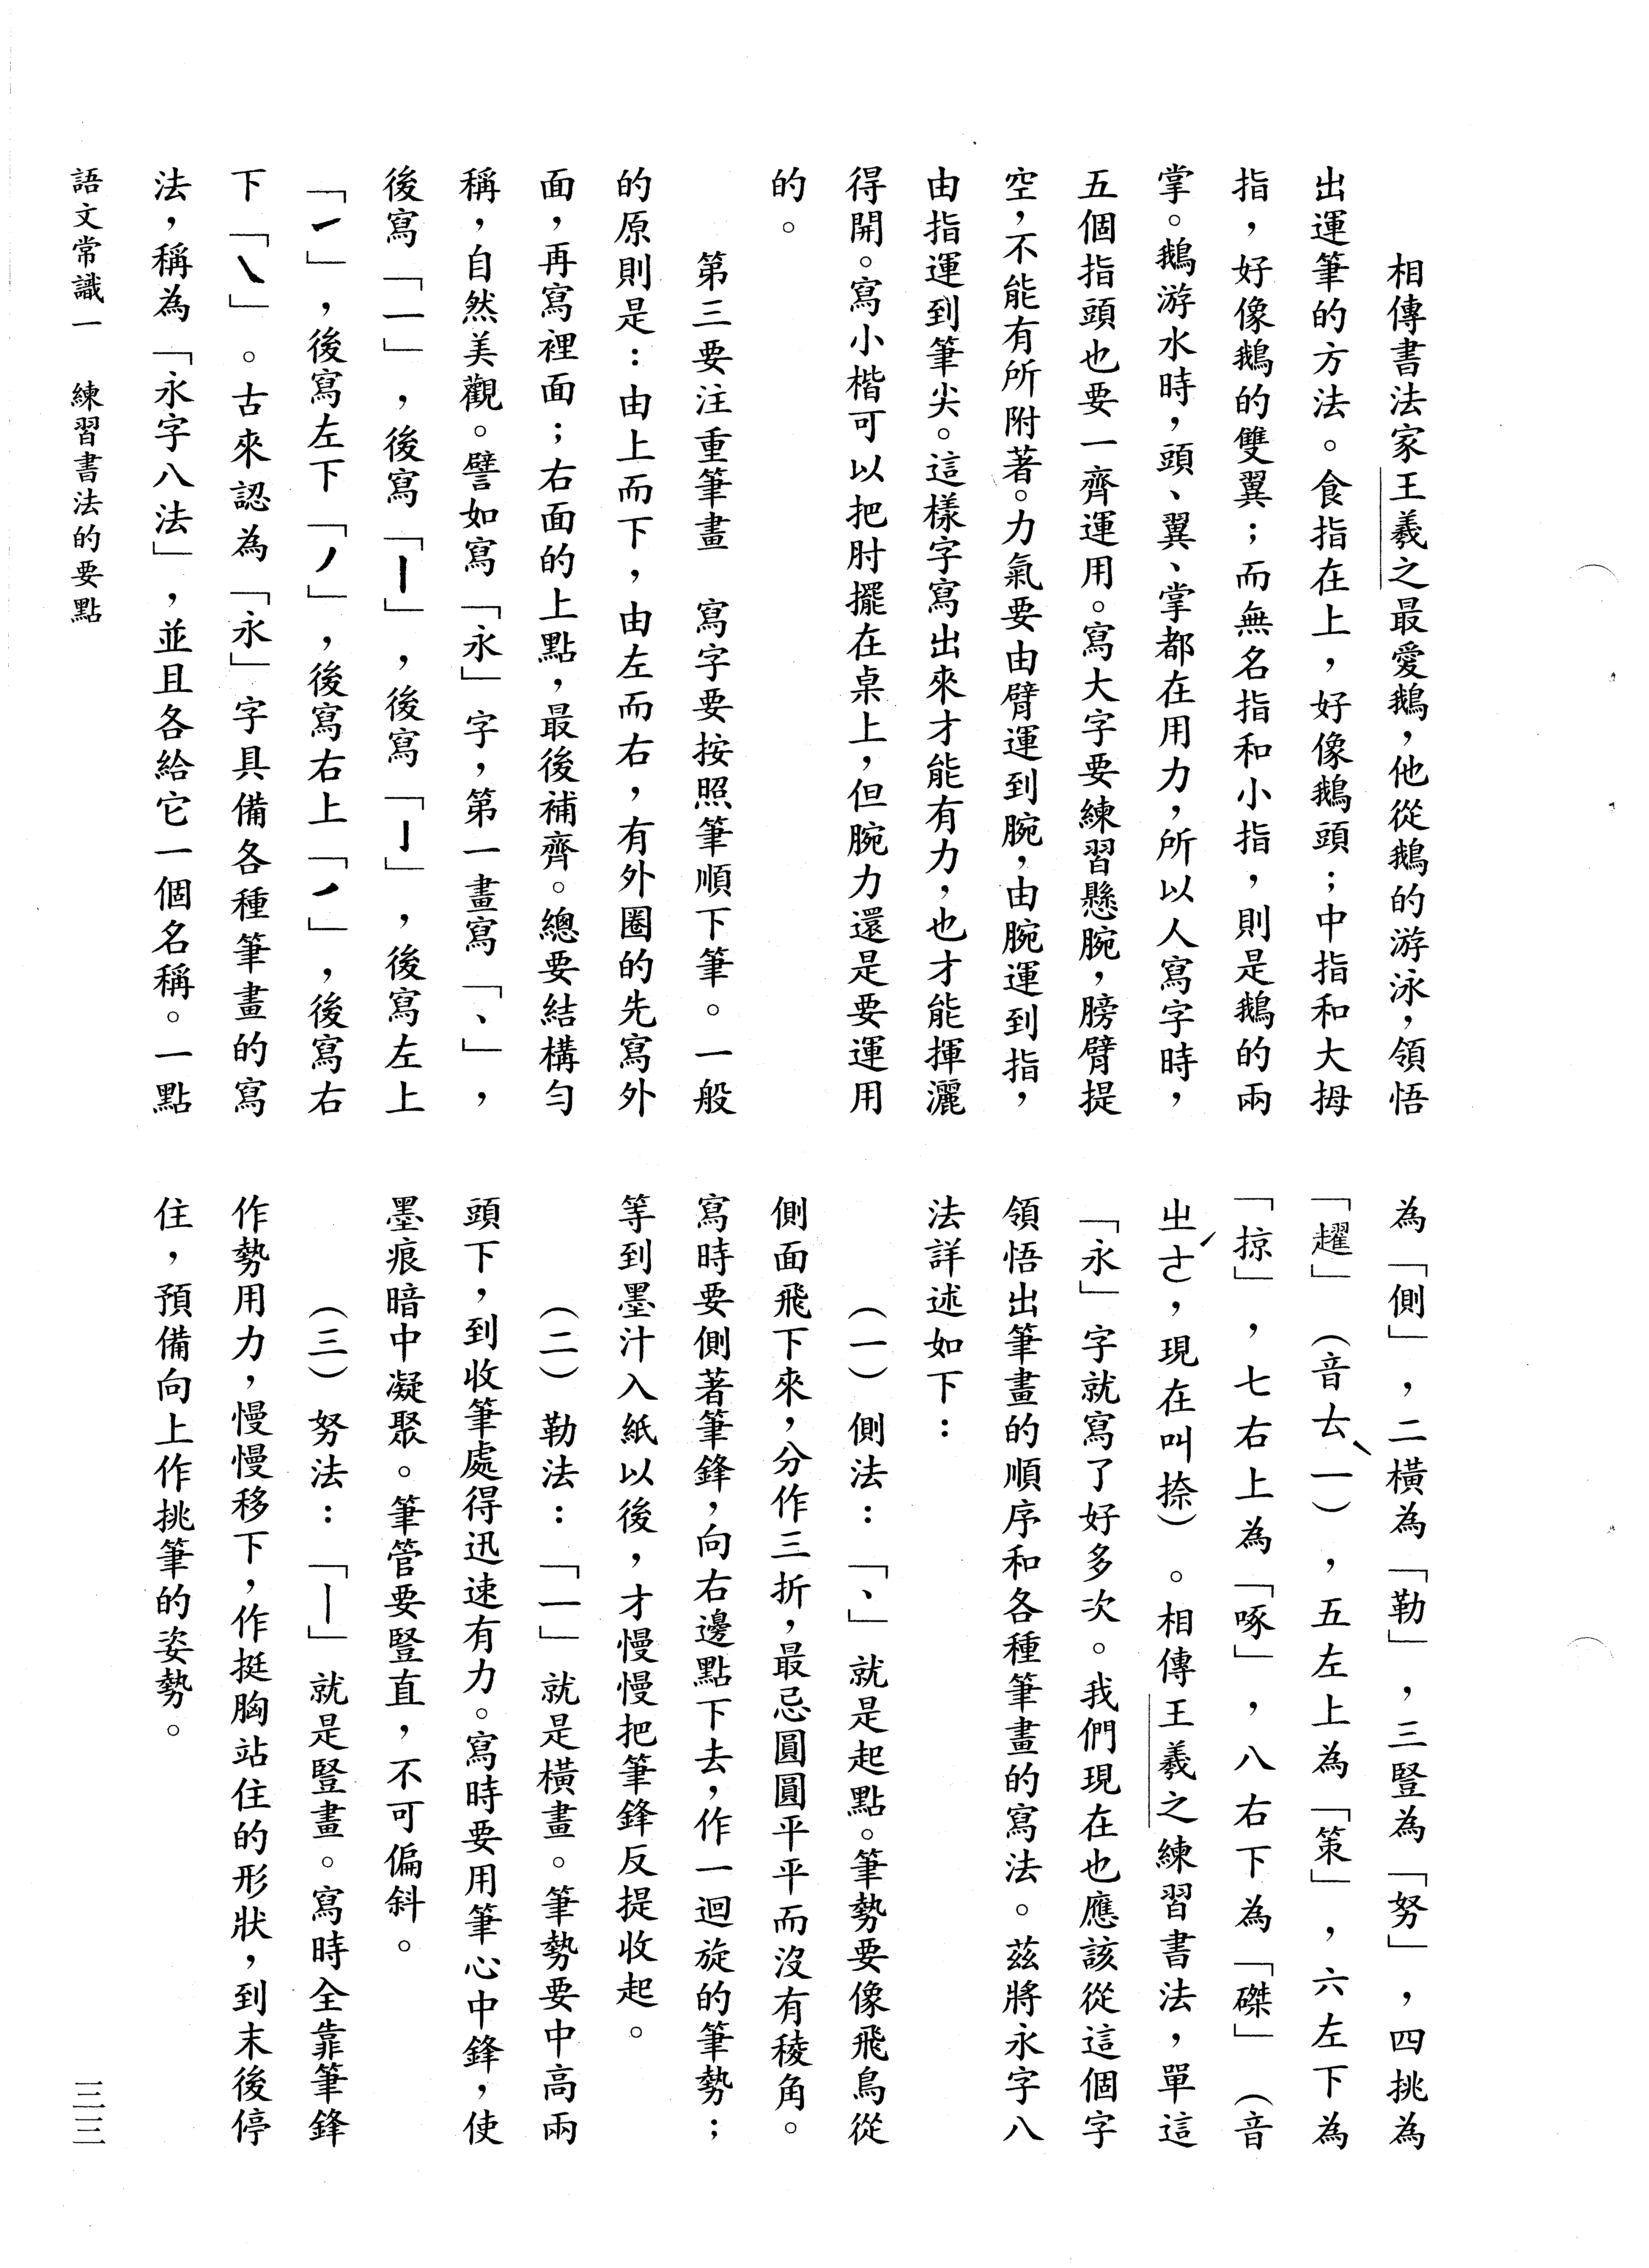 相傳書法家王羲之最愛鵝，他從鵝的游泳，領悟
出運筆的方法。食指在上，好像鵝頭；中指和大拇
指，好像鵝的雙翼；而無名指和小指，則是鵝的兩
掌。鵝游水時，頭、翼、掌都在用力，所以人寫字時，
五個指頭也要一齊運用。寫大字要練習懸腕，膀臂提
空，不能有所附著。力氣要由臂運到腕，由腕運到指，
由指運到筆尖。這樣字寫出來才能有力，也才能揮灑
得開。寫小楷可以把肘擺在桌上，但腕力還是要運用
的。
第三要注重筆畫　寫字要按照筆順下筆。一般
的原則是：由上而下，由左而右，有外圈的先寫外
面，再寫裡面；右面的上點，最後補齊。總要結構勻
稱，自然美觀。譬如寫「永」字，第一畫寫「、」，
後寫「一」，後寫「丨」，後寫「亅」，後寫左上
「㇀」，後寫左下「丿」，後寫右上「㇒」，後寫右
下「㇏」。古來認為「永」字具備各種筆畫的寫
法，稱為「永字八法」，並且各給它一個名稱。一點
為「側」，二橫為「勒」，三豎為「努」，四挑為
「趯」（音ㄊㄧˋ），五左上為「策」，六左下為
「掠」，七右上為「啄」，八右下為「磔」（音
ㄓㄜˊ，現在叫捺）。相傳王羲之練習書法，單這
「永」字就寫了好多次。我們現在也應該從這個字
領悟出筆畫的順序和各種筆畫的寫法。茲將永字八
法詳述如下：
（一）側法：「、」就是起點。筆勢要像飛鳥從
側面飛下來，分作三折，最忌圓圓平平而沒有稜角。
寫時要側著筆鋒，向右邊點下去，作一迴旋的筆勢；
等到墨汁入紙以後，才慢慢把筆鋒反提收起。
（二）勒法：「一」就是橫畫。筆勢要中高兩
頭下，到收筆處得迅速有力。寫時要用筆心中鋒，使
墨痕暗中凝聚。筆管要豎直，不可偏斜。
（三）努法：「丨」就是豎畫。寫時全靠筆鋒
作勢用力，慢慢移下，作挺胸站住的形狀，到末後停
住，預備向上作挑筆的姿勢。
語文常識一　練習書法的要點
三三